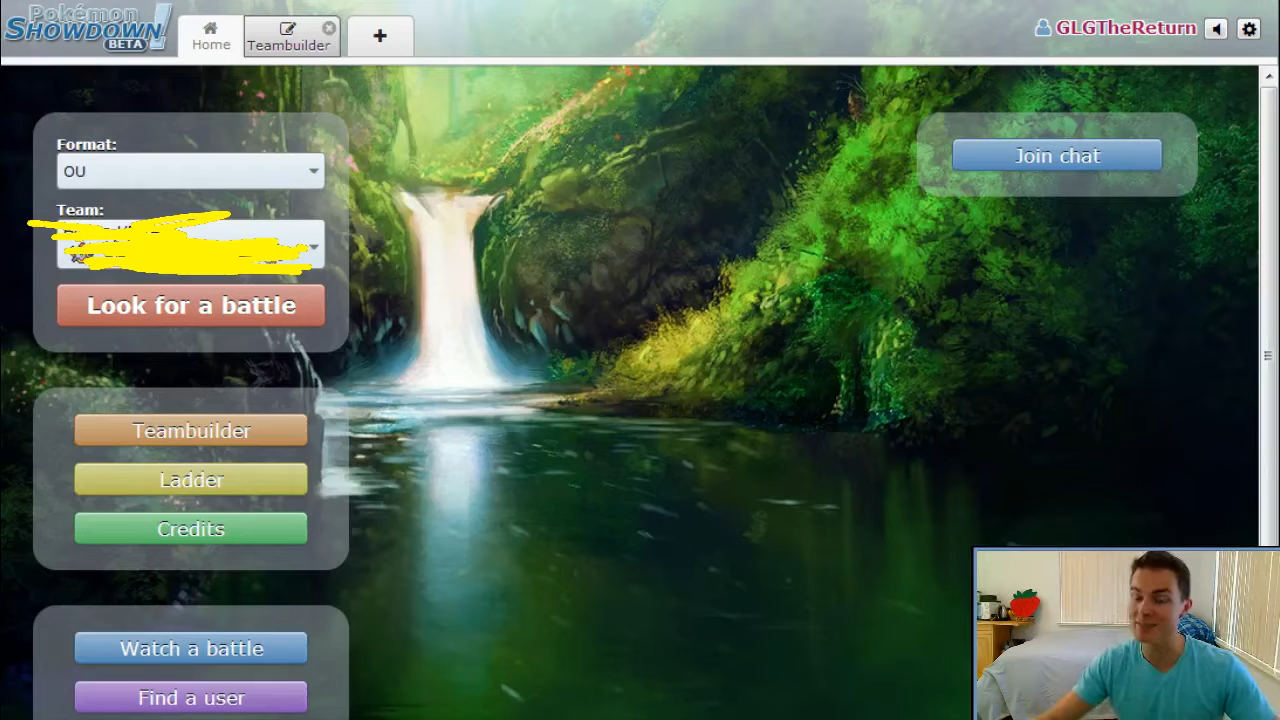 Pokémon
SHOWDOWN!
BETA
Home
Teambuilder
GLGTheReturn
Format:
OU
Team:
Look for a battle
Join chat
Teambuilder
Ladder
Credits
Watch a battle
Find a user